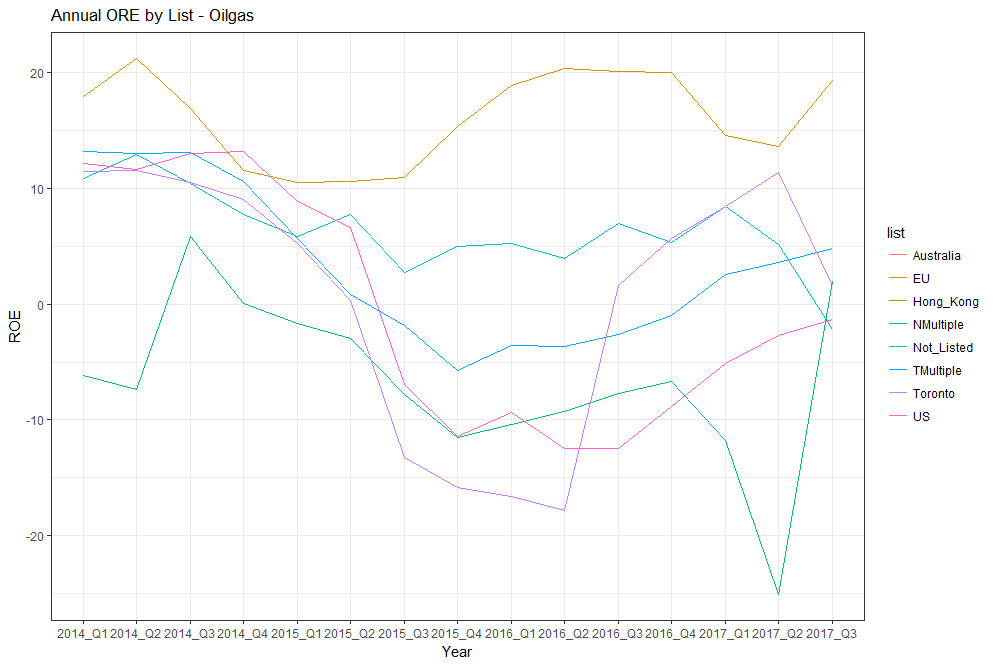 Annual ORE by List - Oilgas
20
10
0
-10
-20
ROE
2014_Q1 2014_Q2 2014_Q3 2014_Q4 2015_Q1 2015_Q2 2015_Q3 2015_Q4 2016_Q1 2016_Q2 2016_Q3 2016_Q4 2017_Q1 2017_Q2 2017_Q3
Year
list
Australia
EU
Hong_Kong
NMultiple
Not_Listed
TMultiple
Toronto
US